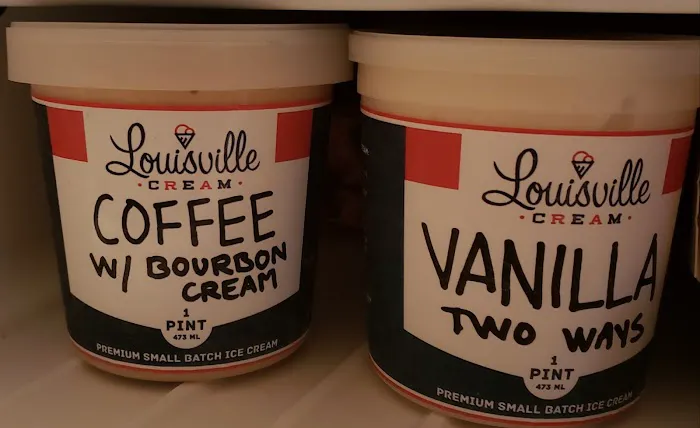 Louisville
• CREAM •
COFFEE
W/ BOURBON
CREAM
1
PINT
473 ML
PREMIUM SMALL BATCH ICE CREAM
Louisville
• CREAM •
VANILLA
TWO WAYS
1
PINT
473 ML
PREMIUM SMALL BATCH ICE CREAM